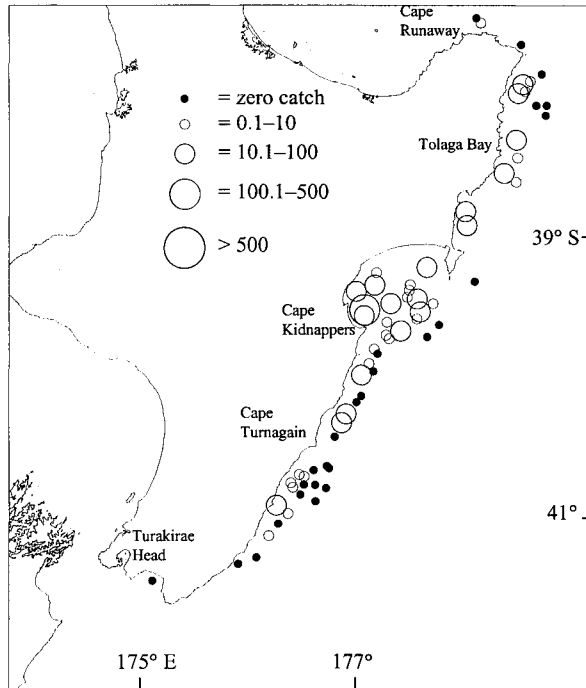 Cape
Runaway
= zero catch
= 0.1–10
= 10.1–100
= 100.1–500
> 500
Tolaga Bay
39° S
Cape
Kidnappers
Cape
Turnagain
41°
Turakirae
Head
175° E
177°